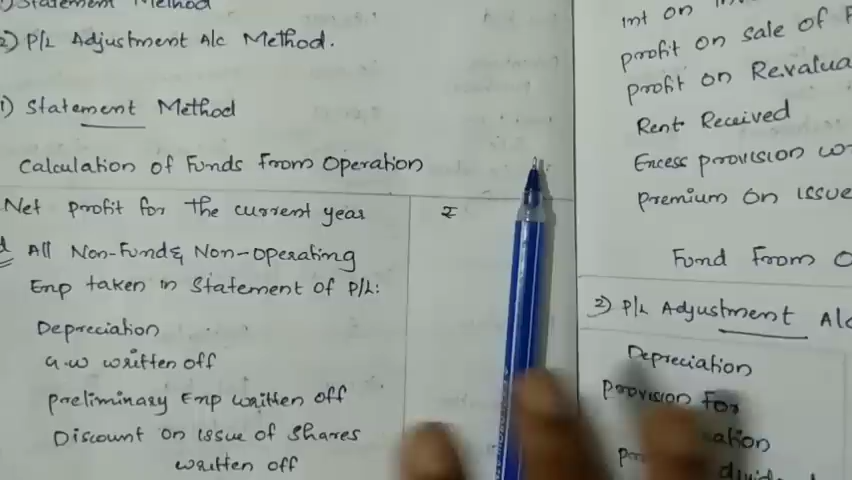 1) Statement Method
2) P/L Adjustment A/c Method.
1) Statement Method
Calculation of Funds From Operation
Net profit for the current year
₹
All Non-Fund & Non-operating
Exp taken in Statement of P/L:
Depreciation
G.W written off
Preliminary Exp written off
Discount on issue of shares
written off
Int on
profit on sale of
profit on Revalua
Rent Received
Excess provision
premium on issue
Fund From O
2) P/L Adjustment A/c
Depreciation
provision For